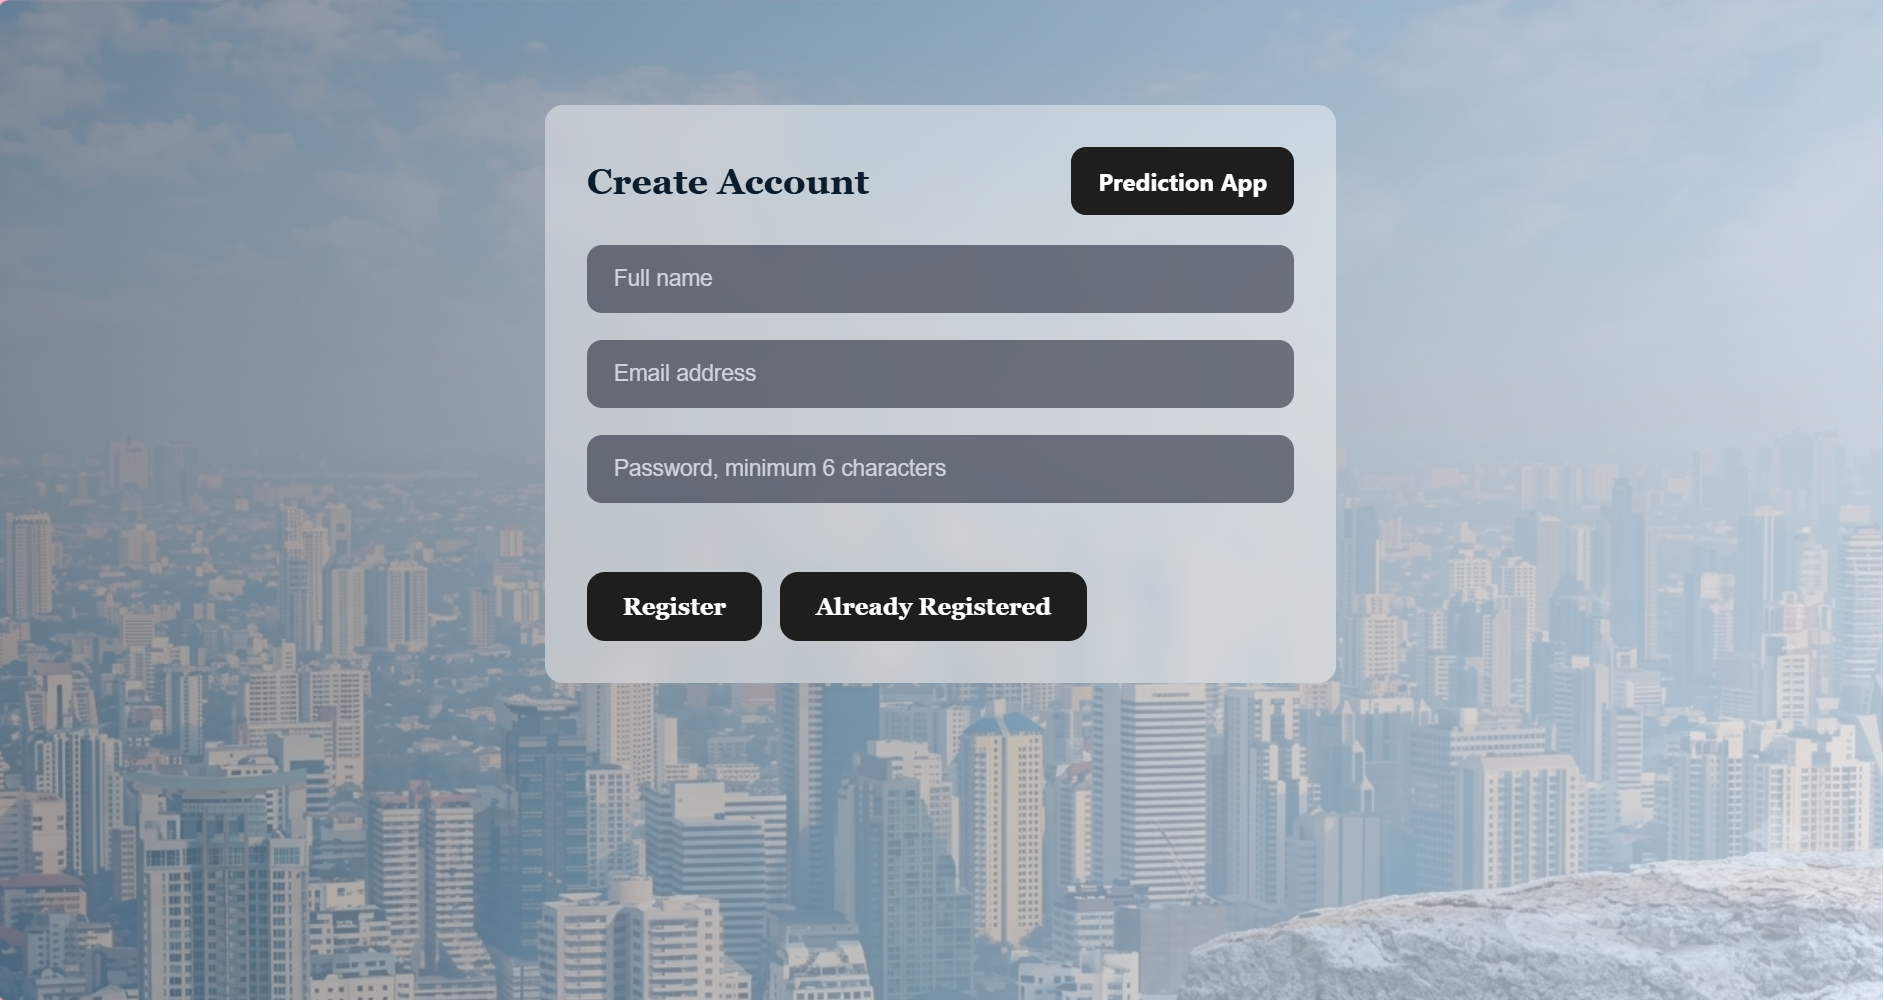 Create Account
Prediction App
Full name
Email address
Password, minimum 6 characters
Register
Already Registered